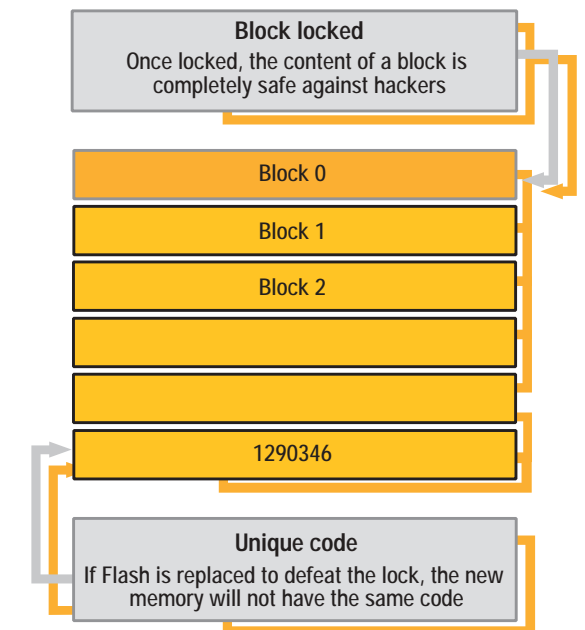 Block locked
Once locked, the content of a block is
completely safe against hackers
Block 0
Block 1
Block 2
1290346
Unique code
If Flash is replaced to defeat the lock, the new
memory will not have the same code